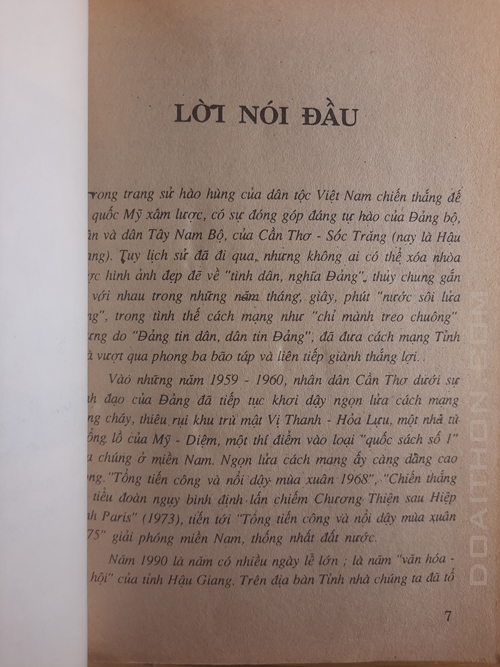 LỜI NÓI ĐẦU
Trong trang sử hào hùng của dân tộc Việt Nam chiến thắng đế
quốc Mỹ xâm lược, có sự đóng góp đáng tự hào của Đảng bộ,
và dân Tây Nam Bộ, của Cần Thơ - Sóc Trăng (nay là Hậu
ang). Tuy lịch sử đã đi qua, nhưng không ai có thể xóa nhòa
ợc hình ảnh đẹp đẽ về "tình dân, nghĩa Đảng", thủy chung gắn
với nhau trong những năm tháng, giây, phút "nước sôi lửa
ng", trong tình thế cách mạng như "chỉ mành treo chuông"
ưng do "Đảng tin dân, dân tin Đảng", đã đưa cách mạng Tỉnh
à vượt qua phong ba bão táp và liên tiếp giành thắng lợi.
Vào những năm 1959 - 1960, nhân dân Cần Thơ dưới sự
h đạo của Đảng đã tiếp tục khơi dậy ngọn lửa cách mạng
ng cháy, thiêu rụi khu trù mật Vị Thanh - Hỏa Lựu, một nhà tù
ổng lồ của Mỹ - Diệm, một thí điểm vào loại "quốc sách số 1"
a chúng ở miền Nam. Ngọn lửa cách mạng ấy càng dâng cao
ng "Tổng tiến công và nổi dậy mùa xuân 1968", "Chiến thắng
tiểu đoàn ngụy bình định lấn chiếm Chương Thiện sau Hiệp
nh Paris" (1973), tiến tới "Tổng tiến công và nổi dậy mùa xuân
75" giải phóng miền Nam, thống nhất đất nước.
Năm 1990 là năm có nhiều ngày lễ lớn ; là năm "văn hóa -
hội" của tỉnh Hậu Giang. Trên địa bàn Tỉnh nhà chúng ta đã tổ
7